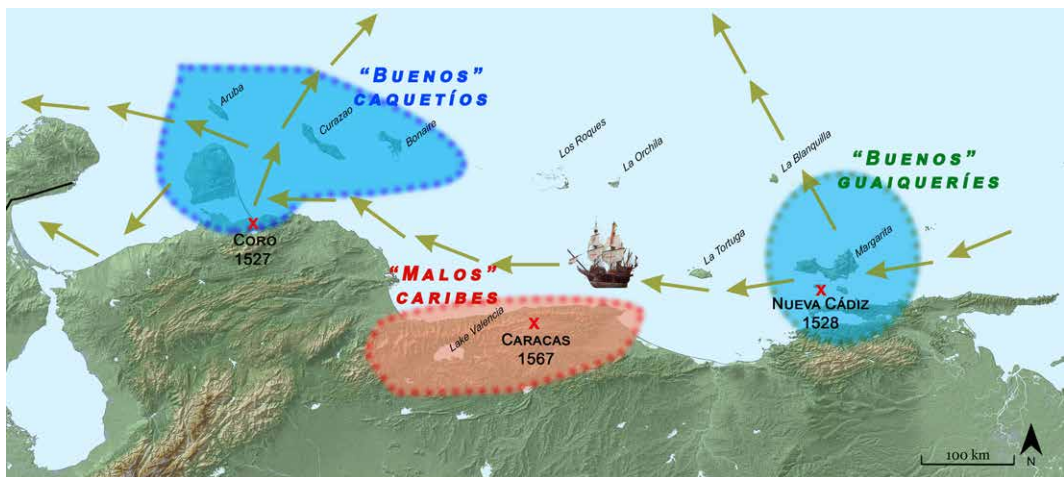 "BUENOS"
CAQUETÍOS
Aruba
Curazao
Bonaire
Los Roques
La Orchila
La Blanquilla
"BUENOS"
GUAIQUERÍES
Margarita
La Tortuga
X
CORO
1527
"MALOS"
CARIBES
X
NUEVA CÁDIZ
1528
Lake Valencia
X
CARACAS
1567
100 km
N